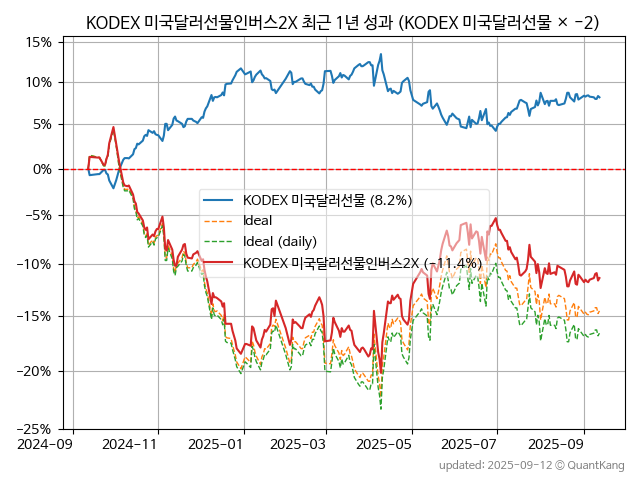 KODEX 미국달러선물인버스2X 최근 1년 성과 (KODEX 미국달러선물 × −2)
15%
10%
5%
0%
−5%
−10%
−15%
−20%
−25%
KODEX 미국달러선물 (8.2%)
Ideal
Ideal (daily)
KODEX 미국달러선물인버스2X (−11.4%)
2024-09
2024-11
2025-01
2025-03
2025-05
2025-07
2025-09
updated: 2025-09-12 © QuantKang